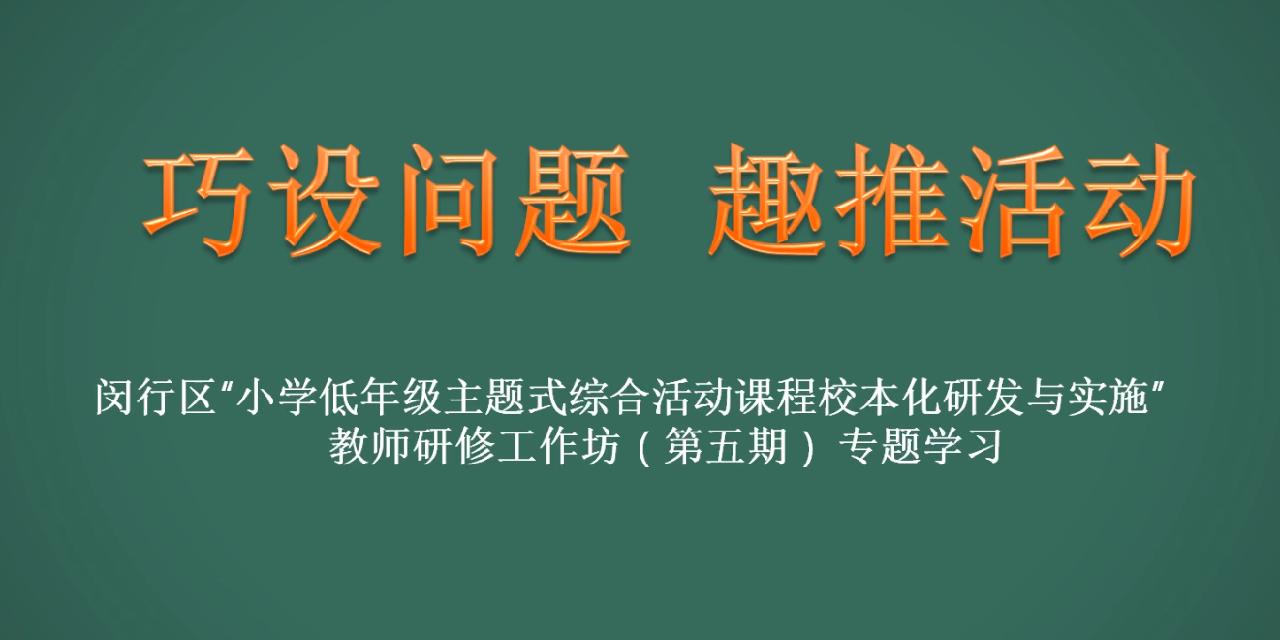 巧设问题 趣推活动
闵行区“小学低年级主题式综合活动课程校本化研发与实施”
教师研修工作坊（第五期）专题学习